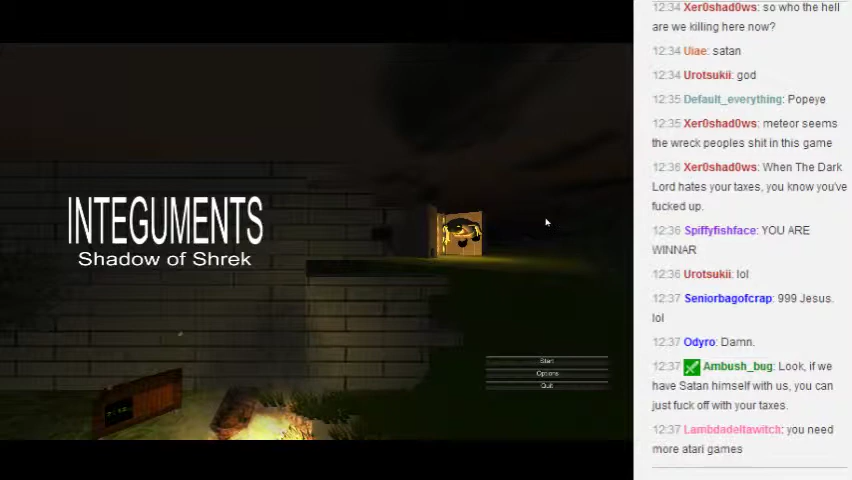 INTEGUMENTS
Shadow of Shrek
Start
Options
Quit
12:34 Xer0shad0ws: so who the hell
are we killing here now?
12:34 Uiae: satan
12:34 Urotsukii: god
12:35 Default_everything: Popeye
12:35 Xer0shad0ws: meteor seems
the wreck peoples shit in this game
12:36 Xer0shad0ws: When The Dark
Lord hates your taxes, you know you've
fucked up.
12:36 Spiffyfishface: YOU ARE
WINNAR
12:36 Urotsukii: lol
12:37 Seniorbagofcrap: 999 Jesus.
lol
12:37 Odyro: Damn.
12:37 Ambush_bug: Look, if we
have Satan himself with us, you can
just fuck off with your taxes.
12:37 Lambdadeltawitch: you need
more atari games